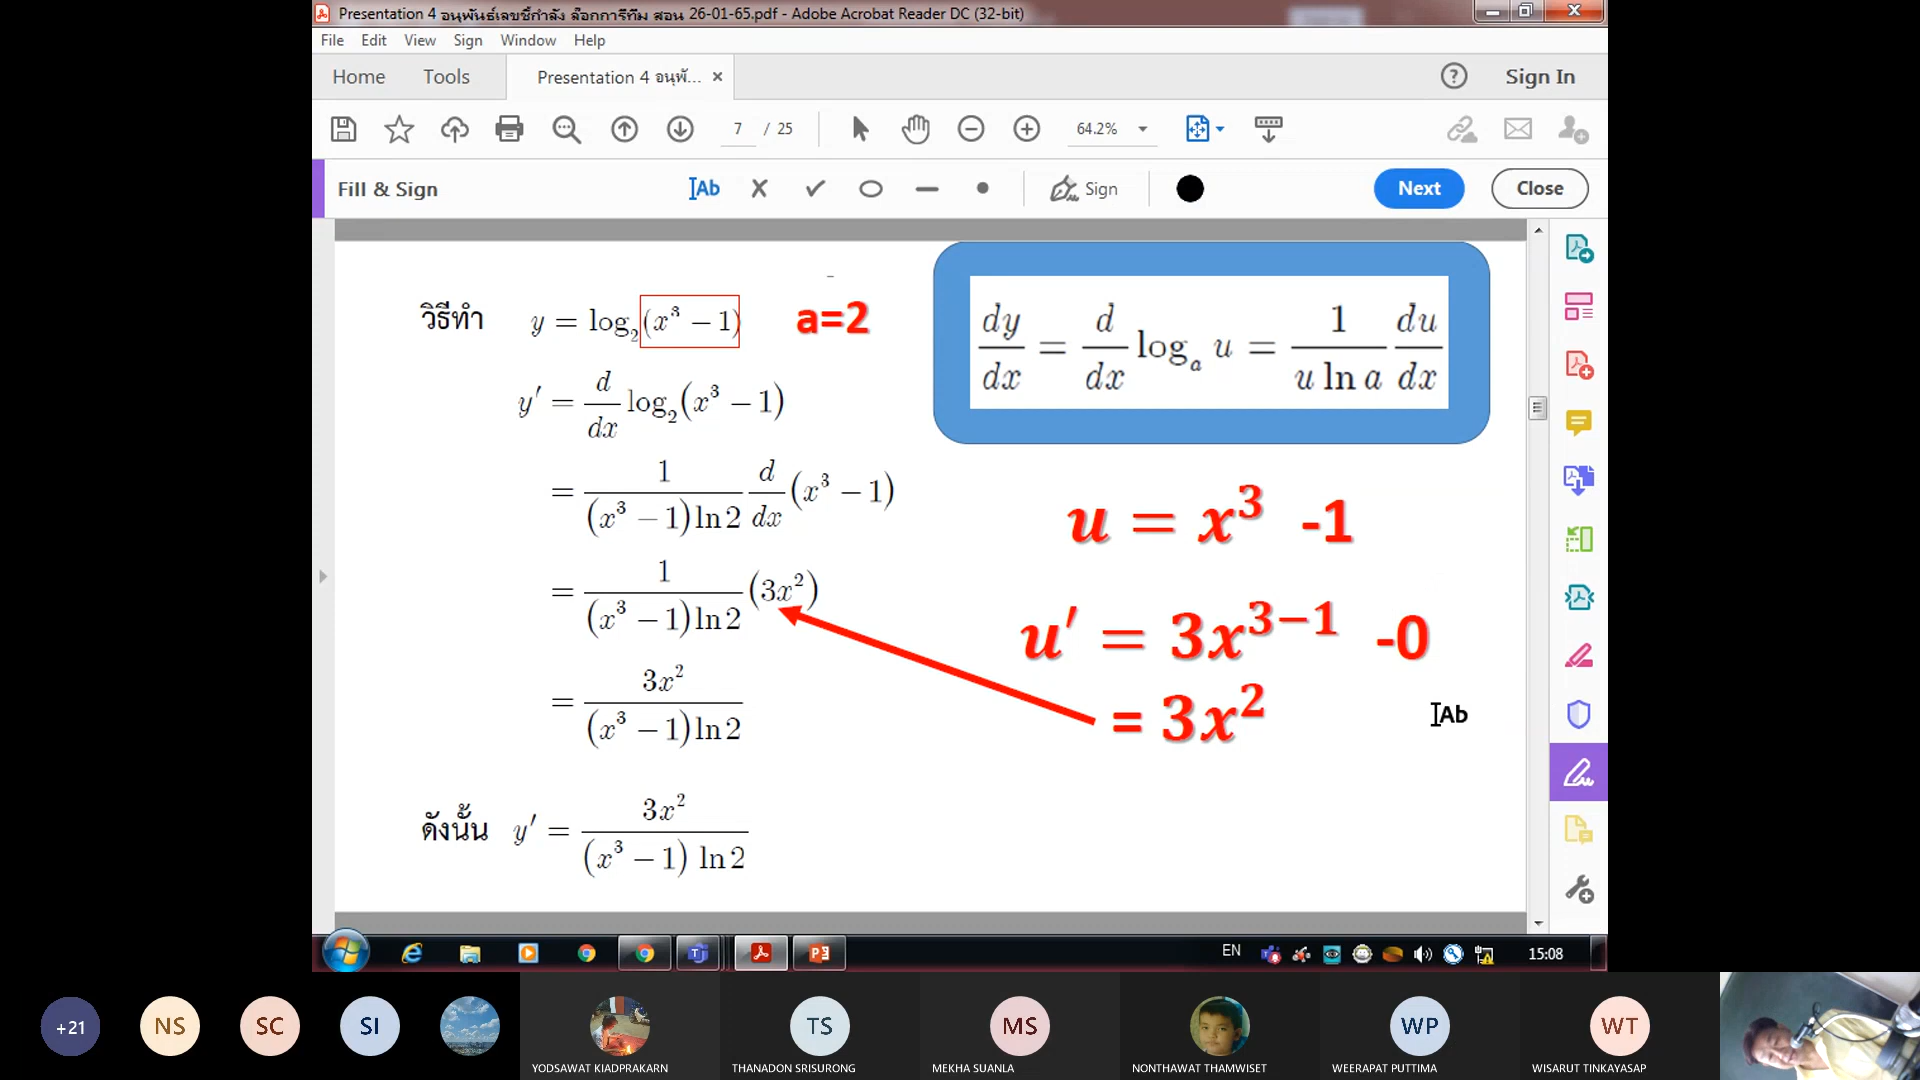 Presentation 4 อนุพันธ์เลขชี้กำลัง ล็อกการีทึม สอน 26-01-65.pdf - Adobe Acrobat Reader DC (32-bit)
File Edit View Sign Window Help
Home Tools Presentation 4 อนุพั... × ? Sign In
7 / 25 64.2%
Fill & Sign Ab Sign Next Close
วิธีทำ y = log₂(x³ − 1) a=2
dy/dx = d/dx logₐ u = 1/(u ln a) du/dx
y′ = d/dx log₂(x³ − 1)
= 1/((x³ − 1) ln 2) d/dx (x³ − 1)
u = x³ -1
= 1/((x³ − 1) ln 2) (3x²)
u′ = 3x³⁻¹ -0
= 3x²/((x³ − 1) ln 2)
= 3x²
Ab
ดังนั้น y′ = 3x²/((x³ − 1) ln 2)
EN 15:08
+21 NS SC SI TS MS WP WT
YODSAWAT KIADPRAKARN THANADON SRISURONG MEKHA SUANLA NONTHAWAT THAMWISET WEERAPAT PUTTIMA WISARUT TINKAYASAP